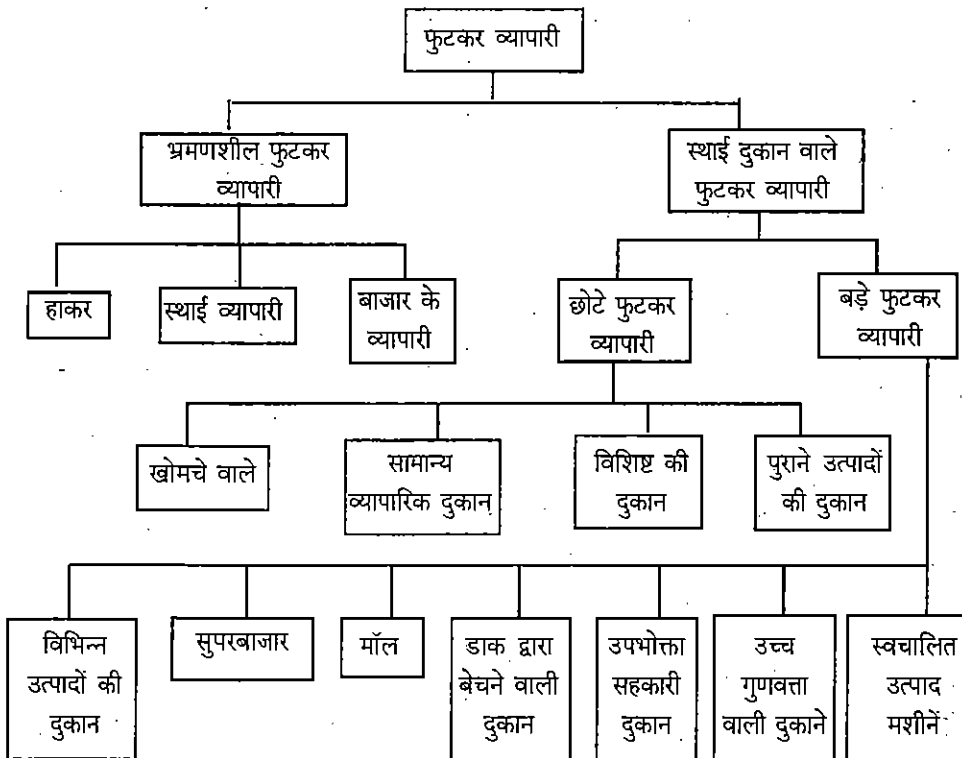 फुटकर व्यापारी
भ्रमणशील फुटकर
व्यापारी
स्थाई दुकान वाले
फुटकर व्यापारी
हाकर
स्थाई व्यापारी
बाजार के
व्यापारी
छोटे फुटकर
व्यापारी
बड़े फुटकर
व्यापारी
खोमचे वाले
सामान्य
व्यापारिक दुकान
विशिष्ट की
दुकान
पुराने उत्पादों
की दुकान
विभिन्न
उत्पादों की
दुकान
सुपरबाजार
मॉल
डाक द्वारा
बेचने वाली
दुकान
उपभोक्ता
सहकारी
दुकान
उच्च
गुणवत्ता
वाली दुकाने
स्वचालित
उत्पाद
मशीनें